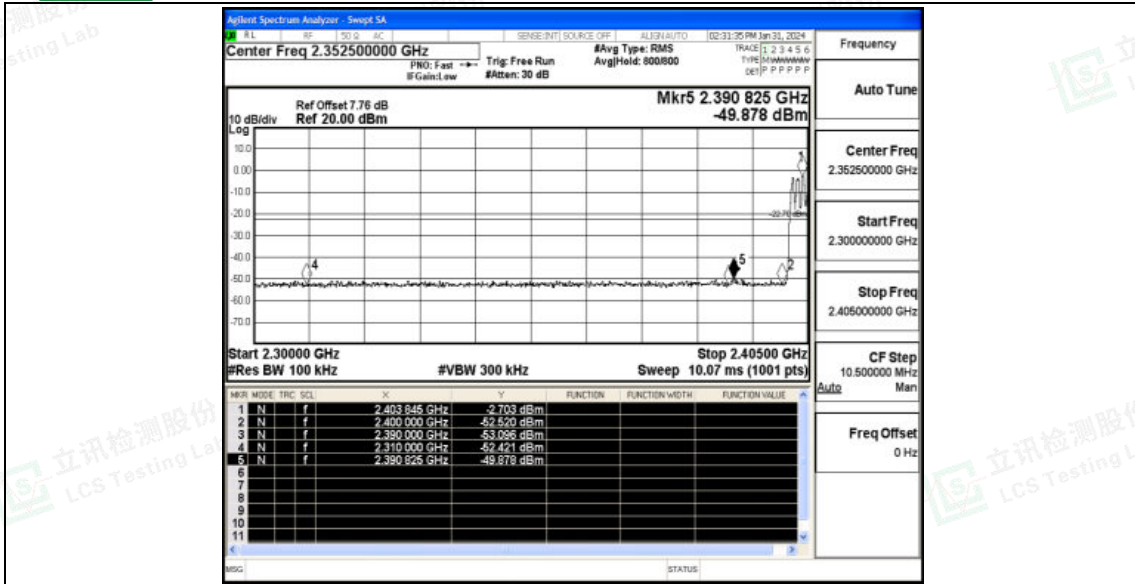 Agilent Spectrum Analyzer - Swept SA
RL RF 50 Ω AC SENSE:INT SOURCE OFF ALIGNAUTO 02:31:35 PM Jan 31, 2024
Center Freq 2.352500000 GHz
PNO: Fast
IFGain:Low
Trig: Free Run
#Atten: 30 dB
#Avg Type: RMS
Avg|Hold: 800/800
TRACE 1 2 3 4 5 6
TYPE
DET P P P P P P
Mkr5 2.390 825 GHz
-49.878 dBm
Ref Offset 7.76 dB
10 dB/div Ref 20.00 dBm
Log
10.0
0.00
-10.0
-20.0
-30.0
-40.0
-50.0
-60.0
-70.0
4
5
2
Start 2.30000 GHz Stop 2.40500 GHz
#Res BW 100 kHz #VBW 300 kHz Sweep 10.07 ms (1001 pts)
MKR MODE TRC SCL X Y FUNCTION FUNCTION WIDTH FUNCTION VALUE
1 N f 2.403 845 GHz -2.703 dBm
2 N f 2.400 000 GHz -52.520 dBm
3 N f 2.390 000 GHz -53.096 dBm
4 N f 2.310 000 GHz -52.421 dBm
5 N f 2.390 825 GHz -49.878 dBm
6
7
8
9
10
11
MSG STATUS
Frequency
Auto Tune
Center Freq
2.352500000 GHz
Start Freq
2.300000000 GHz
Stop Freq
2.405000000 GHz
CF Step
10.500000 MHz
Auto Man
Freq Offset
0 Hz
立讯检测股份
LCS Testing Lab
立讯检测股份
LCS Testing L